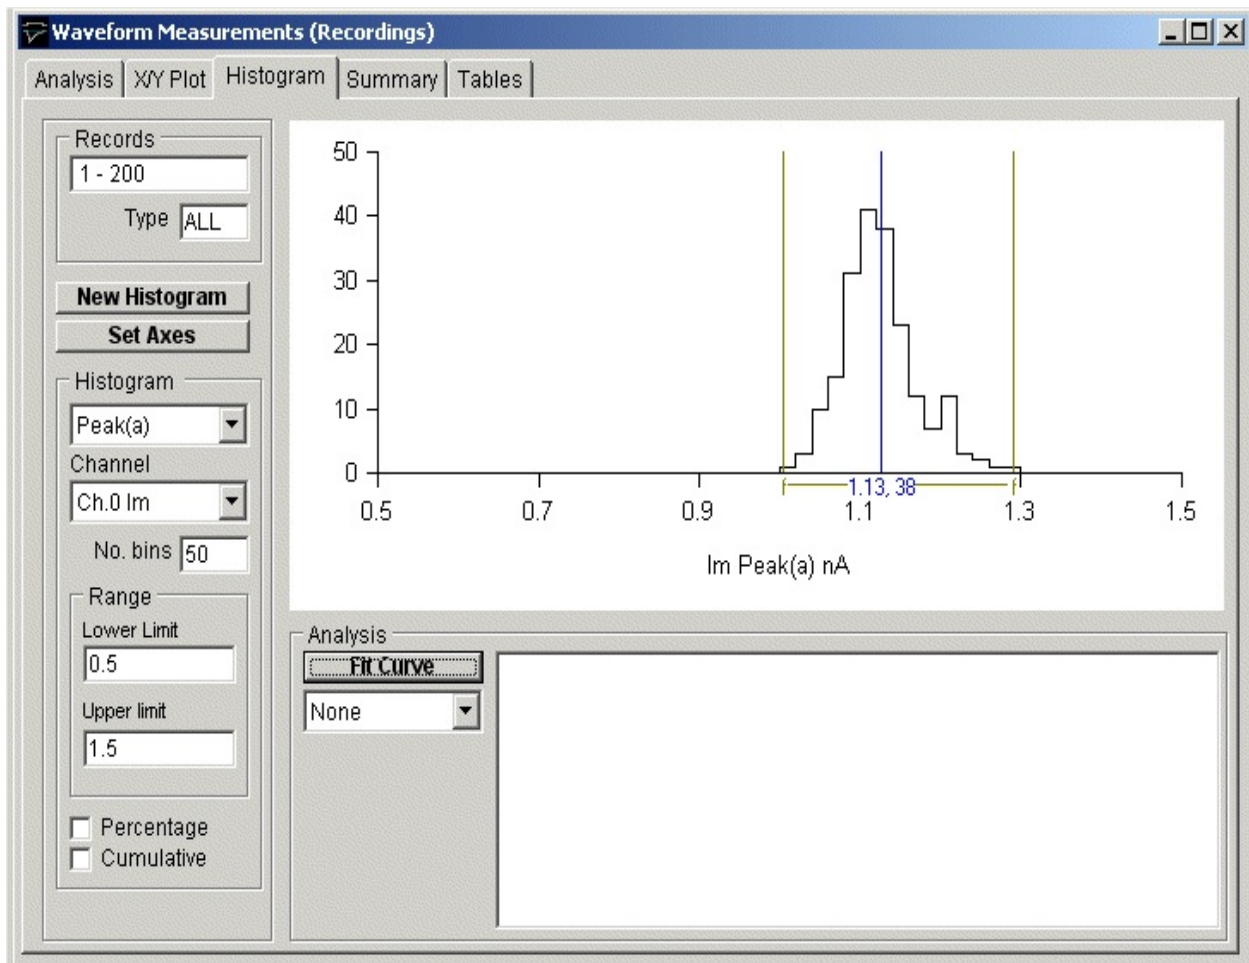 Waveform Measurements (Recordings)
Analysis X/Y Plot Histogram Summary Tables
Records
1 - 200
Type ALL
New Histogram
Set Axes
Histogram
Peak(a)
Channel
Ch.0 Im
No. bins 50
Range
Lower Limit
0.5
Upper limit
1.5
Percentage
Cumulative
50
40
30
20
10
0
1.13, 38
0.5 0.7 0.9 1.1 1.3 1.5
Im Peak(a) nA
Analysis
Fit Curve
None